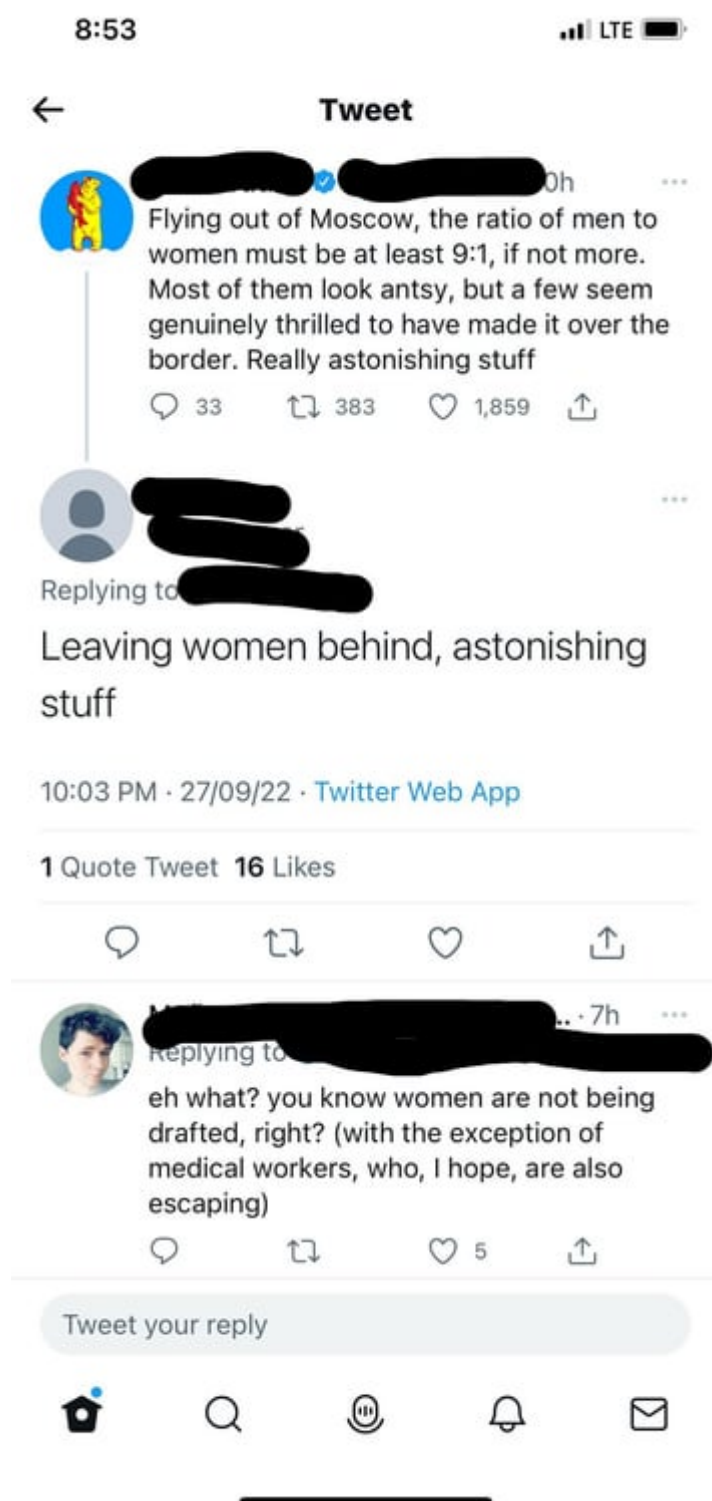 8:53
LTE
Tweet
0h
Flying out of Moscow, the ratio of men to
women must be at least 9:1, if not more.
Most of them look antsy, but a few seem
genuinely thrilled to have made it over the
border. Really astonishing stuff
33 383 1,859
Replying to
Leaving women behind, astonishing
stuff
10:03 PM · 27/09/22 · Twitter Web App
1 Quote Tweet 16 Likes
.. · 7h
Replying to
eh what? you know women are not being
drafted, right? (with the exception of
medical workers, who, I hope, are also
escaping)
5
Tweet your reply